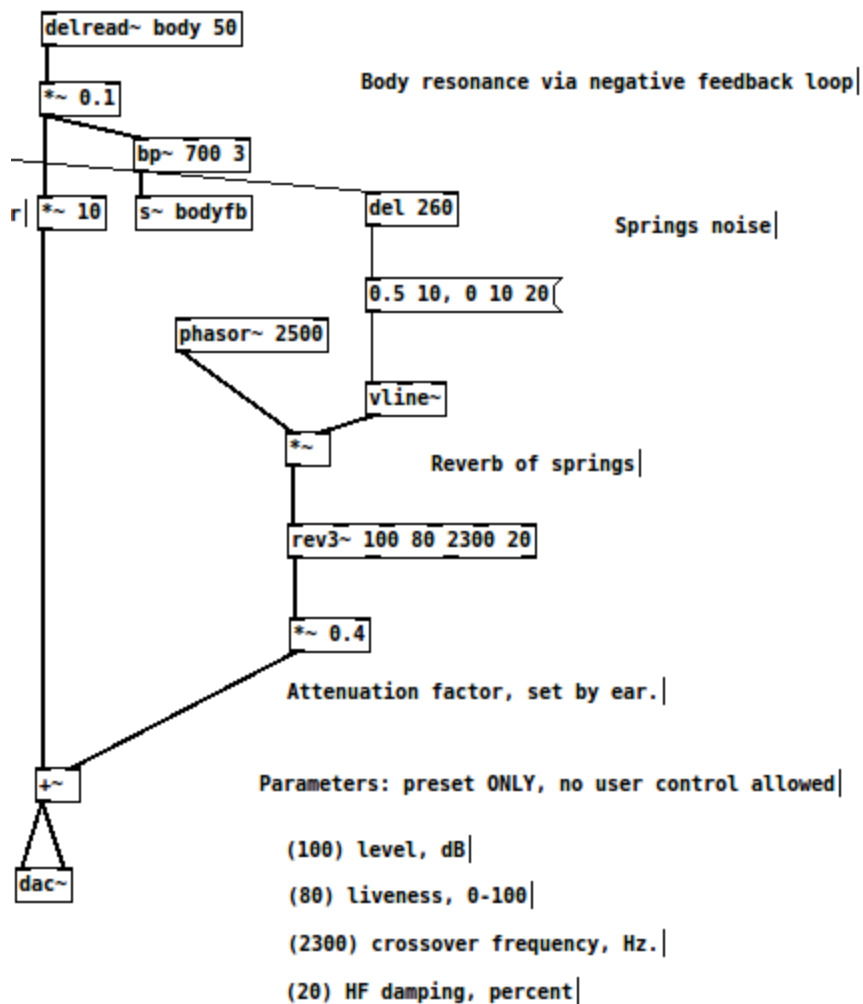 delread~ body 50
Body resonance via negative feedback loop
*~ 0.1
bp~ 700 3
r
*~ 10
s~ bodyfb
del 260
Springs noise
0.5 10, 0 10 20
phasor~ 2500
vline~
*~
Reverb of springs
rev3~ 100 80 2300 20
*~ 0.4
Attenuation factor, set by ear.
+~
Parameters: preset ONLY, no user control allowed
(100) level, dB
dac~
(80) liveness, 0-100
(2300) crossover frequency, Hz.
(20) HF damping, percent